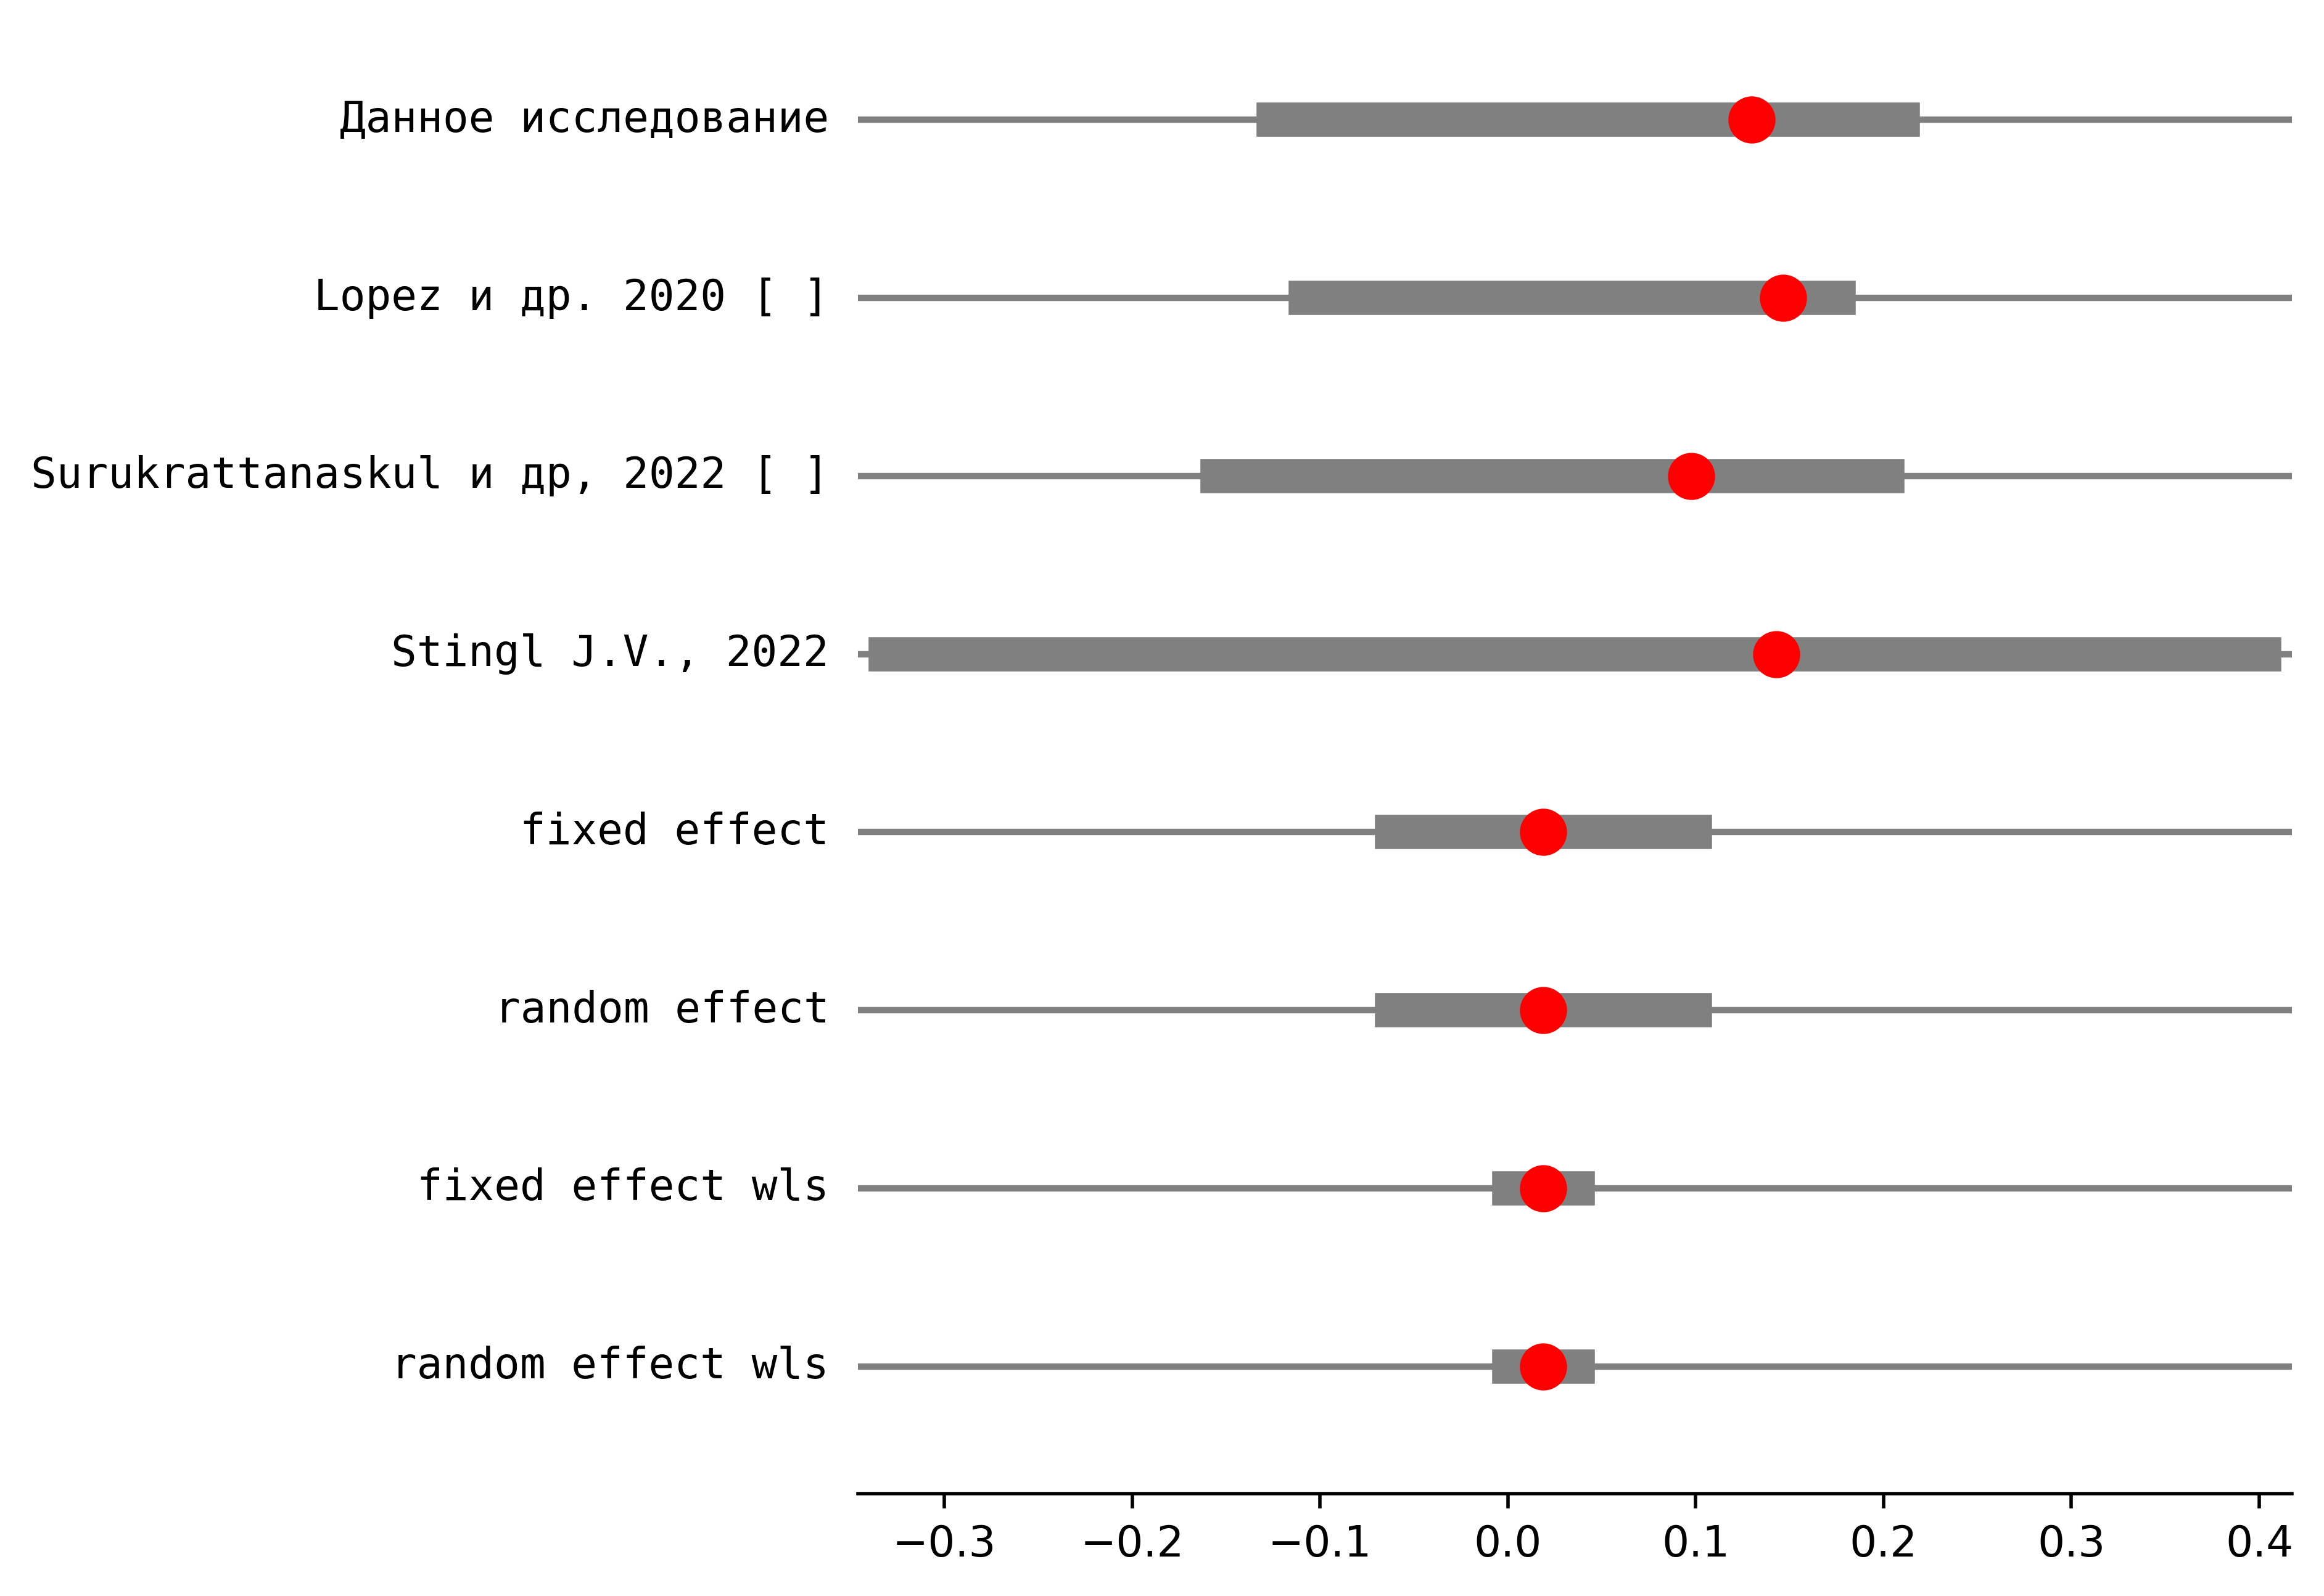 Данное исследование
Lopez и др. 2020 [ ]
Surukrattanaskul и др, 2022 [ ]
Stingl J.V., 2022
fixed effect
random effect
fixed effect wls
random effect wls
−0.3 −0.2 −0.1 0.0 0.1 0.2 0.3 0.4